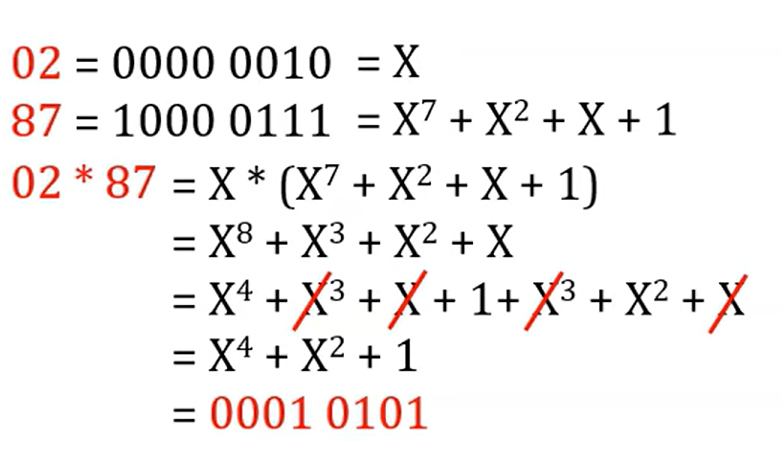 02 = 0000 0010 = X
87 = 1000 0111 = X⁷ + X² + X + 1
02 * 87 = X * (X⁷ + X² + X + 1)
= X⁸ + X³ + X² + X
= X⁴ + X³ + X + 1+ X³ + X² + X
= X⁴ + X² + 1
= 0001 0101